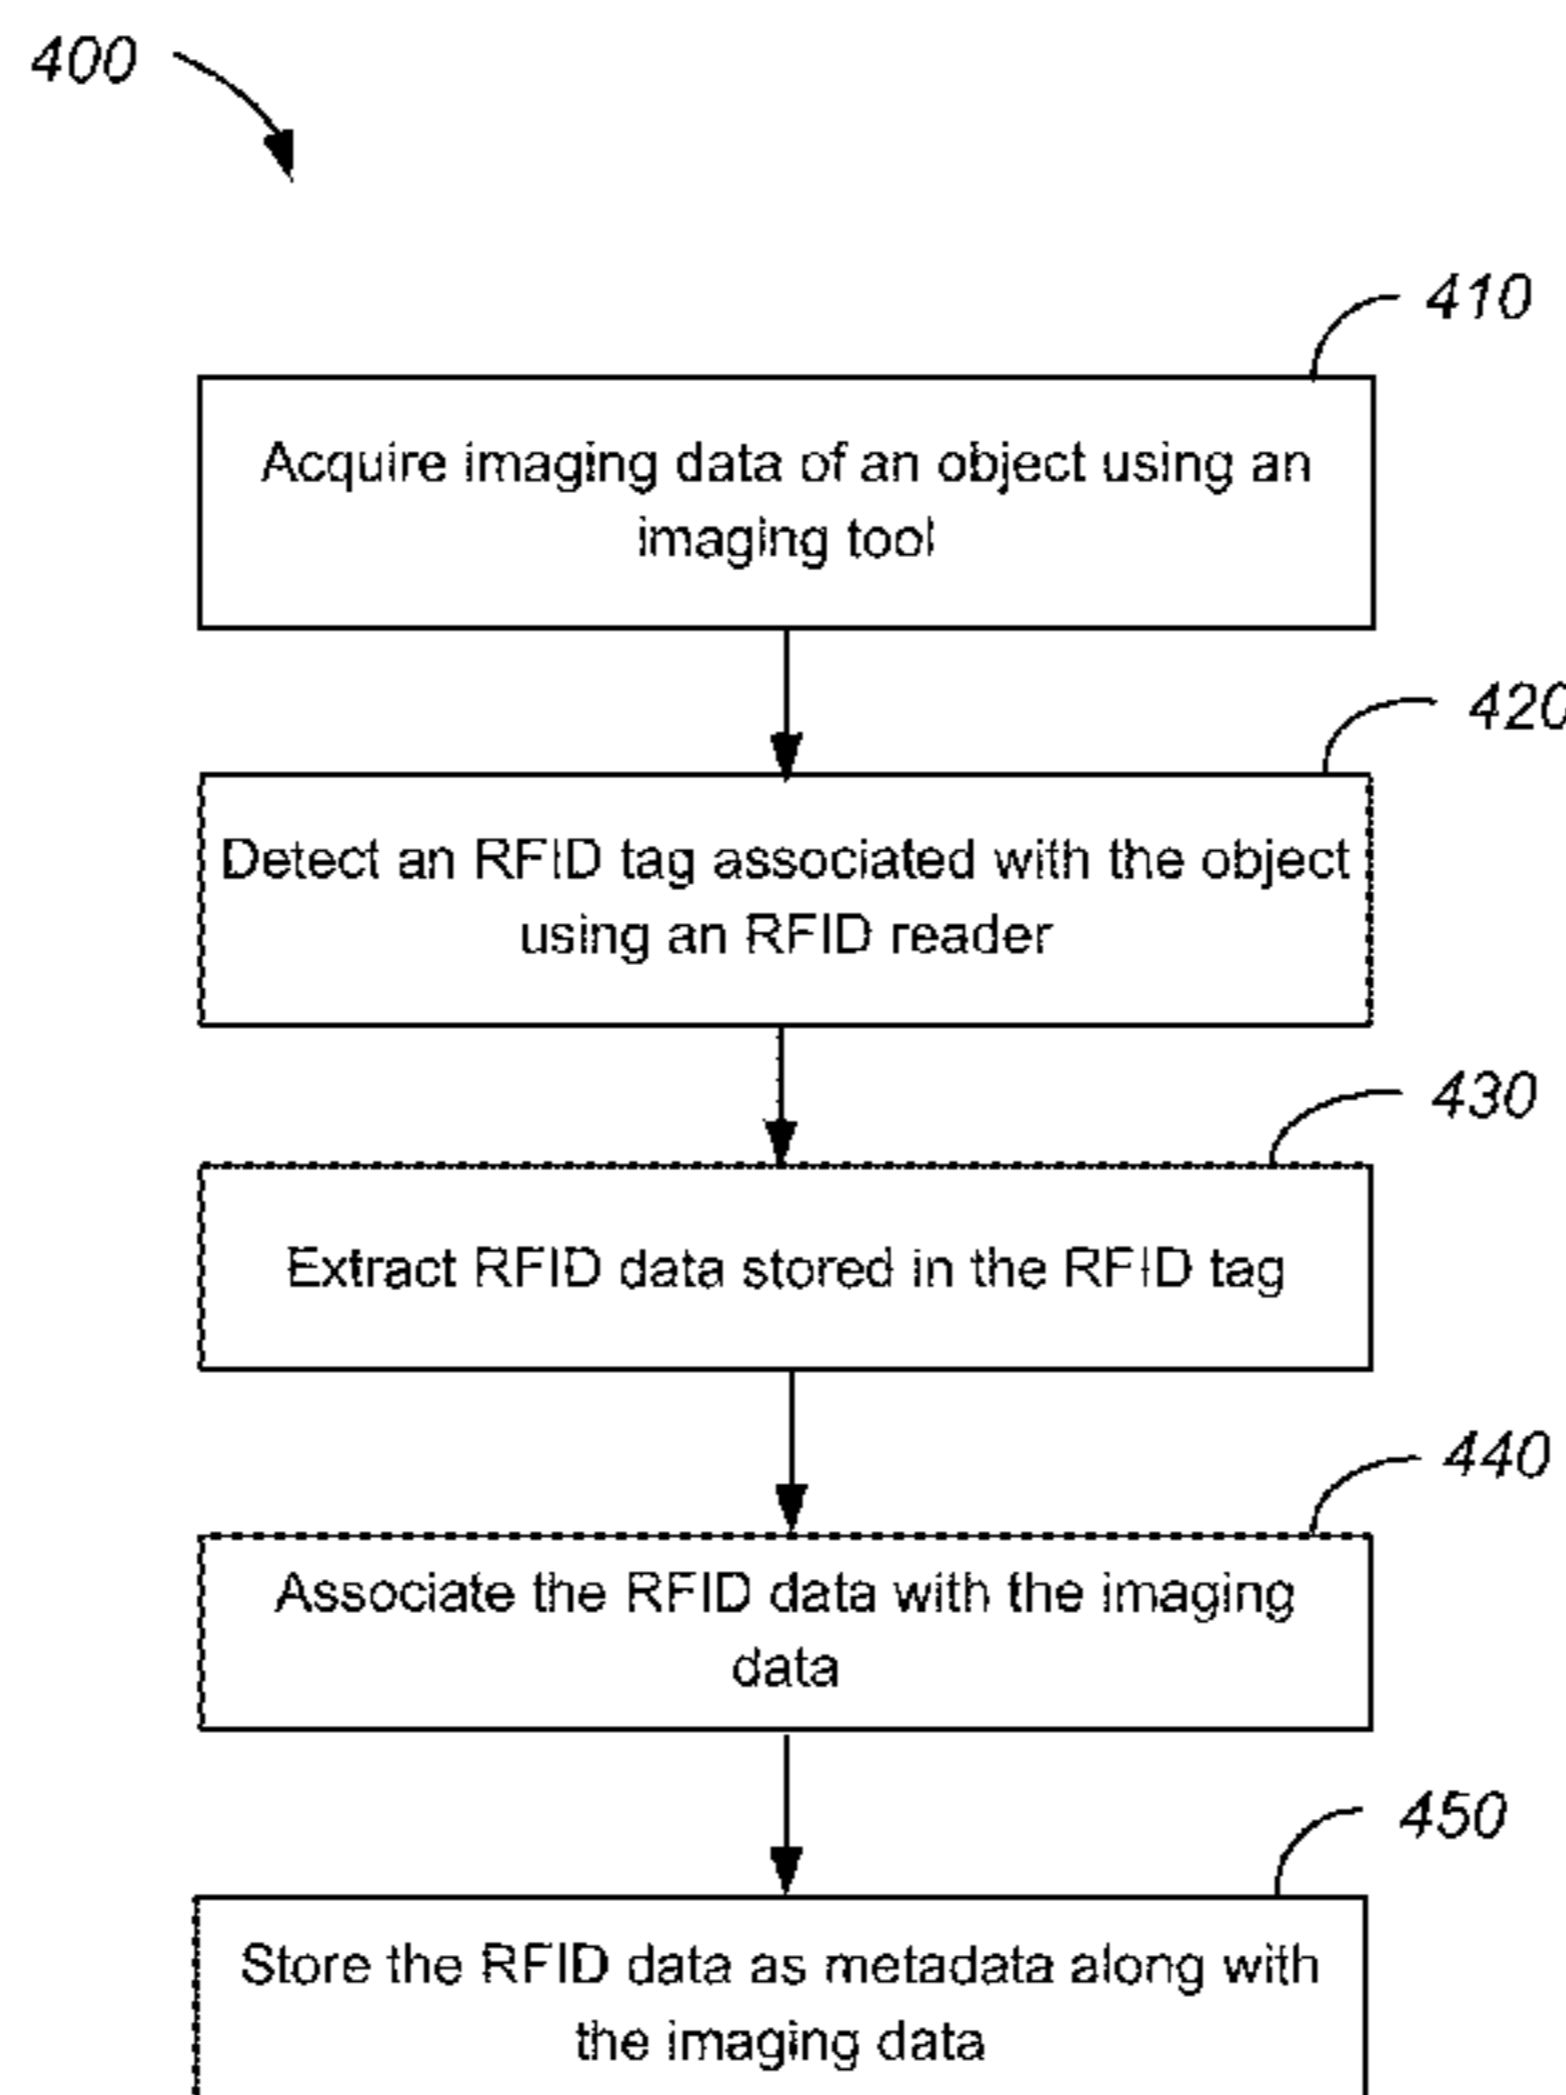 400
410
Acquire imaging data of an object using an
imaging tool
420
Detect an RFID tag associated with the object
using an RFID reader
430
Extract RFID data stored in the RFID tag
440
Associate the RFID data with the imaging
data
450
Store the RFID data as metadata along with
the imaging data